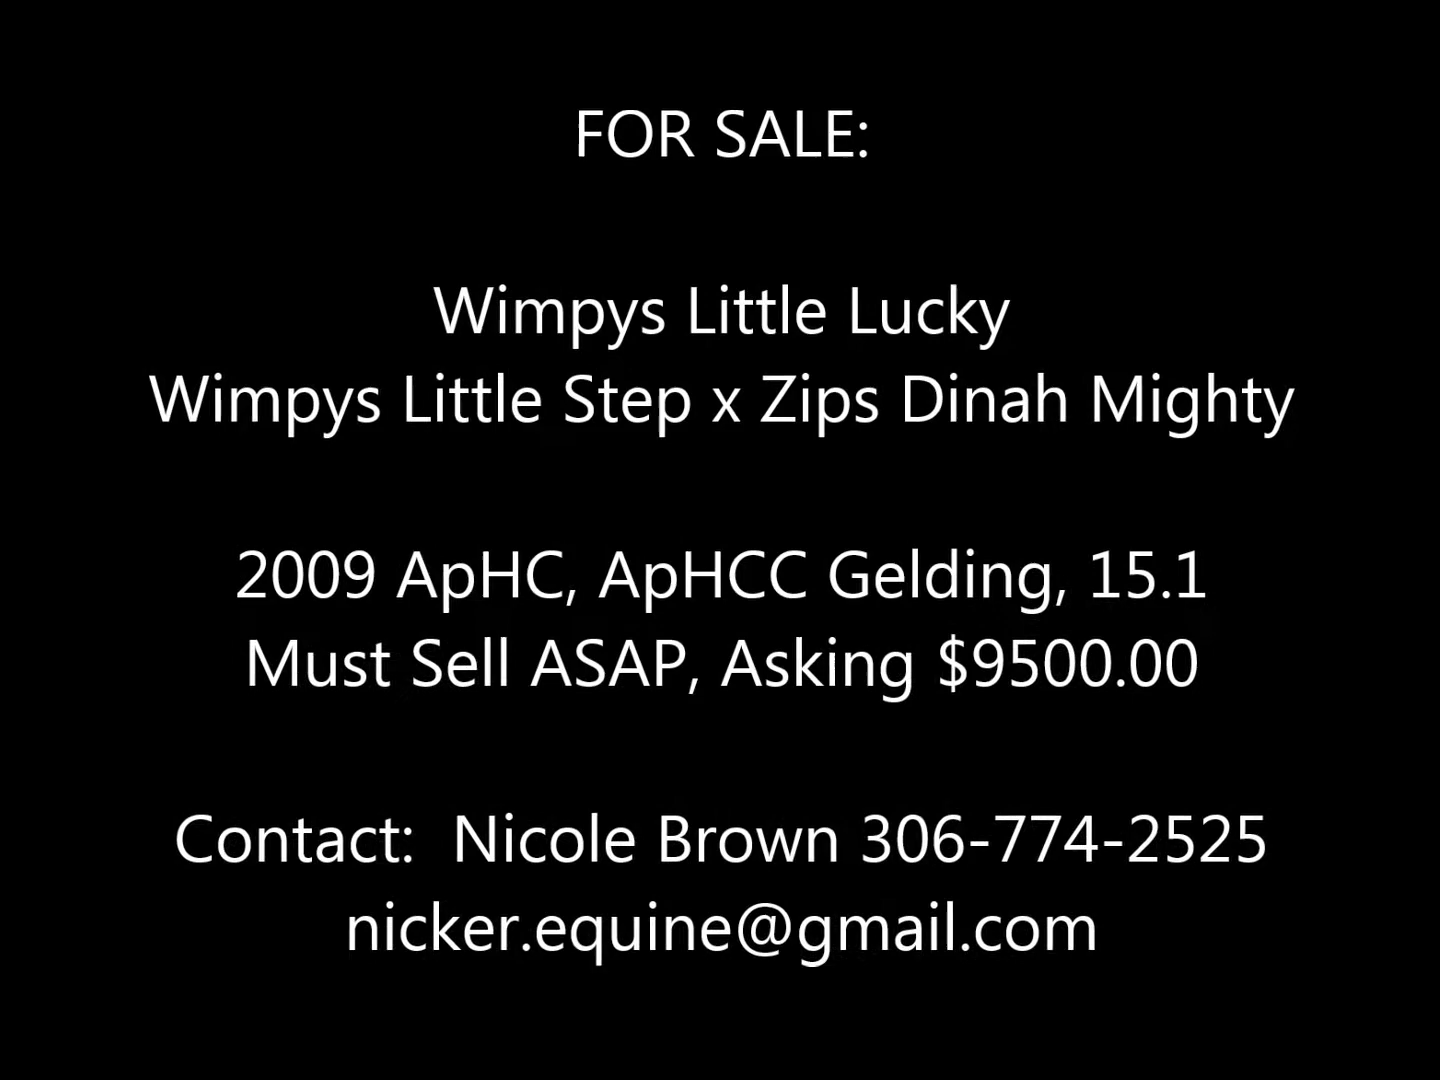 FOR SALE:
Wimpys Little Lucky
Wimpys Little Step x Zips Dinah Mighty
2009 ApHC, ApHCC Gelding, 15.1
Must Sell ASAP, Asking $9500.00
Contact:  Nicole Brown 306-774-2525
nicker.equine@gmail.com